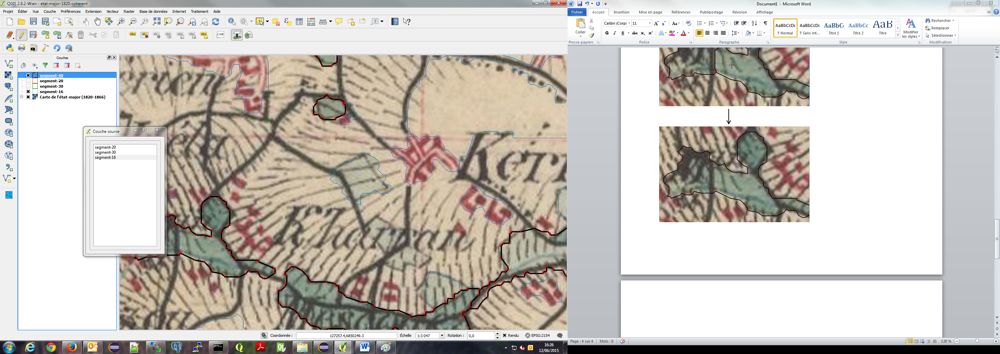 QGIS 2.8.2-Wien - etat-major-1820-coherent
Projet Éditer Vue Couche Préférences Extension Vecteur Raster Base de données Internet Traitement Aide
CSW
Couches
segment-40
segment-20
segment-30
segment-16
Carte de l'état-major (1820-1866)
Couche source
segment-20
segment-30
segment-16
Coordonnée : 127257.4,6850249.3 Échelle 1:3 047 Rotation : 0,0 Rendu EPSG:2154
16:26
12/06/2015
Document1 - Microsoft Word
Fichier Accueil Insertion Mise en page Références Publipostage Révision Affichage
Coller
Calibri (Corps 11
G I S abc X₂ X²
AaBbCcDc AaBbCcDc AaBbC AaBbCc AaB
¶ Normal ¶ Sans int... Titre 1 Titre 2 Titre
Modifier
les styles
Rechercher
Remplacer
Sélectionner
Presse-papiers Police Paragraphe Style Modification
Page : 4 sur 4 Mots : 8 120 %